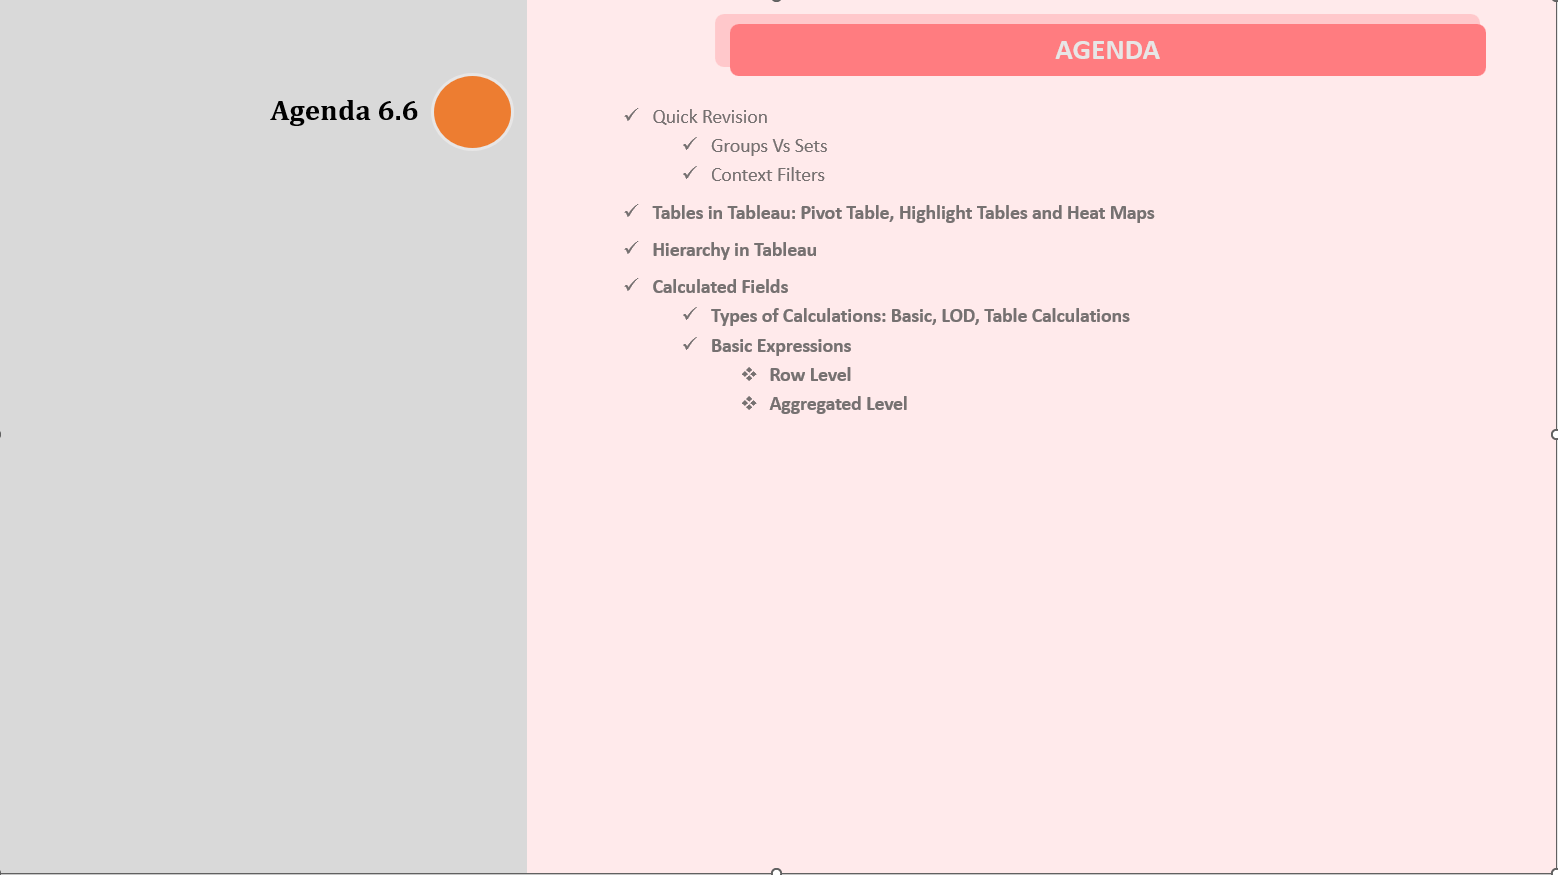 AGENDA
Agenda 6.6
✓ Quick Revision
✓ Groups Vs Sets
✓ Context Filters
✓ Tables in Tableau: Pivot Table, Highlight Tables and Heat Maps
✓ Hierarchy in Tableau
✓ Calculated Fields
✓ Types of Calculations: Basic, LOD, Table Calculations
✓ Basic Expressions
❖ Row Level
❖ Aggregated Level